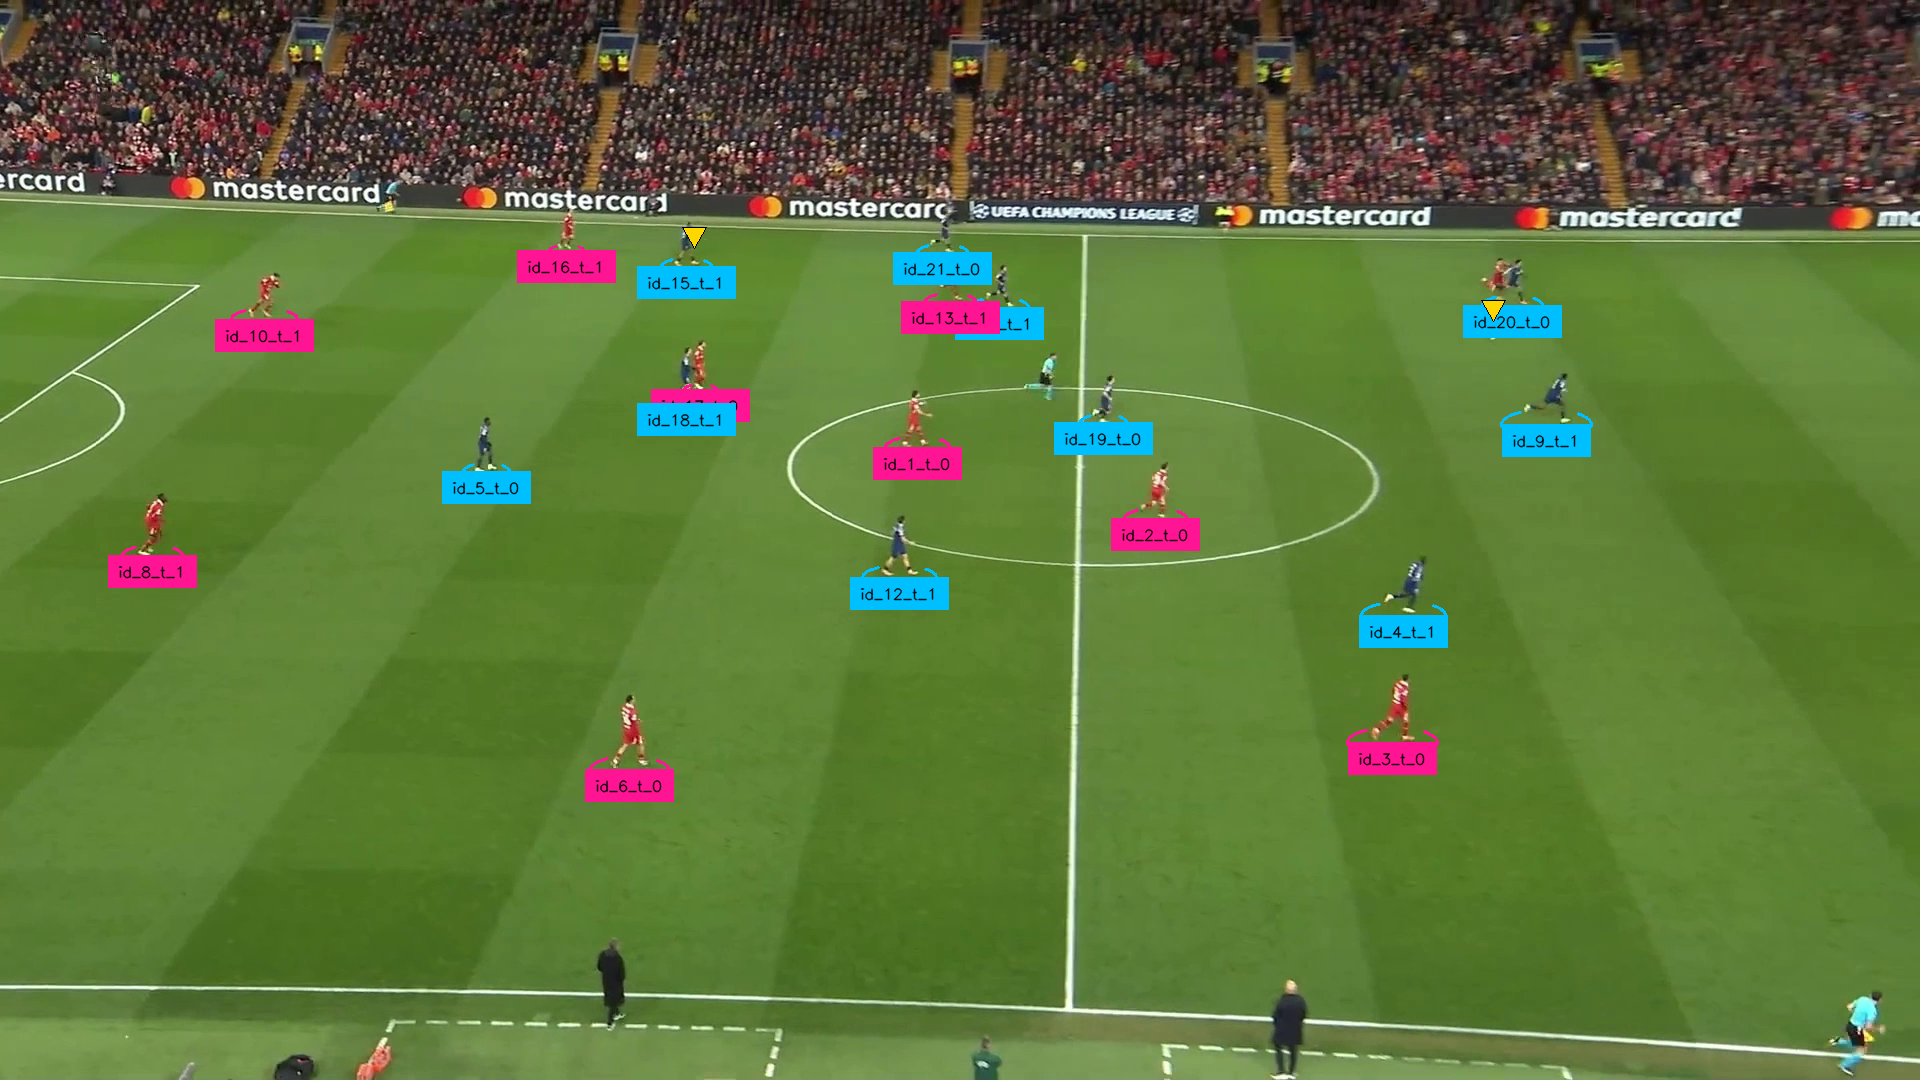 ercard
mastercard
mastercard
mastercard
UEFA CHAMPIONS LEAGUE
mastercard
mastercard
id_16_t_1
id_15_t_1
id_21_t_0
id_13_t_1
_t_1
id_20_t_0
id_10_t_1
id_18_t_1
id_19_t_0
id_9_t_1
id_1_t_0
id_5_t_0
id_2_t_0
id_8_t_1
id_12_t_1
id_4_t_1
id_3_t_0
id_6_t_0